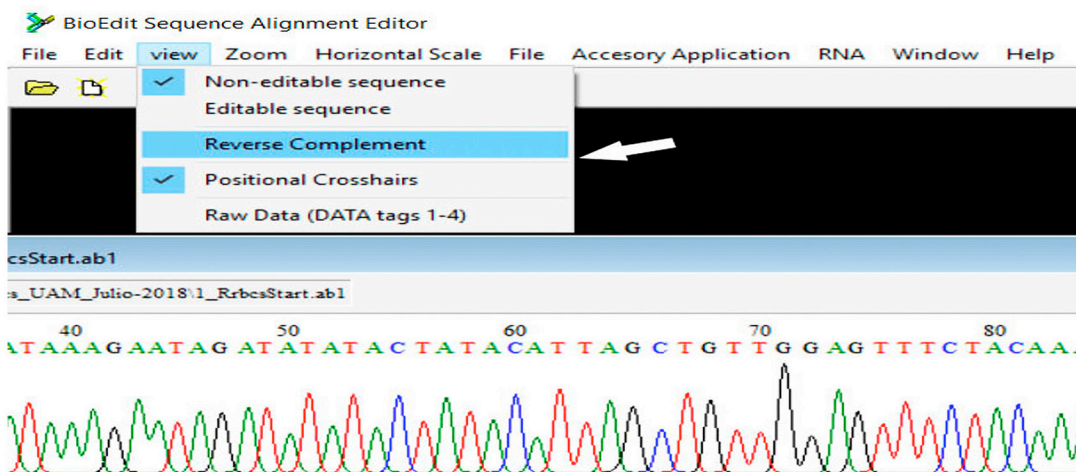 BioEdit Sequence Alignment Editor
File Edit view Zoom Horizontal Scale File Accesory Application RNA Window Help
Non-editable sequence
Editable sequence
Reverse Complement
Positional Crosshairs
Raw Data (DATA tags 1-4)
csStart.ab1
s_UAM_Julio-2018\1_RrbcsStart.ab1
40 50 60 70 80
ATAAAGAATAGATATATACTATACATTAGCTGTTGGAGTTTCTACAAA